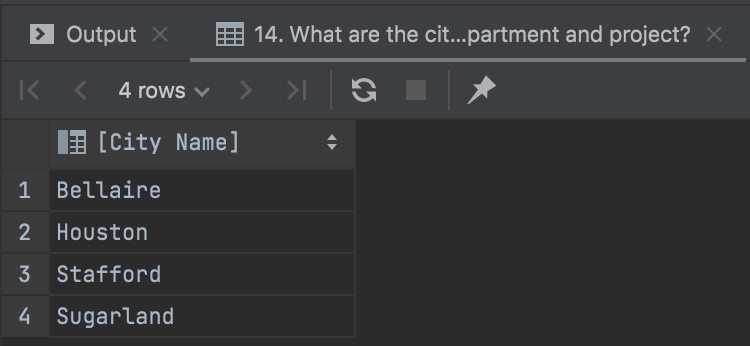 Output
14. What are the cit...partment and project?
4 rows
[City Name]
1 Bellaire
2 Houston
3 Stafford
4 Sugarland